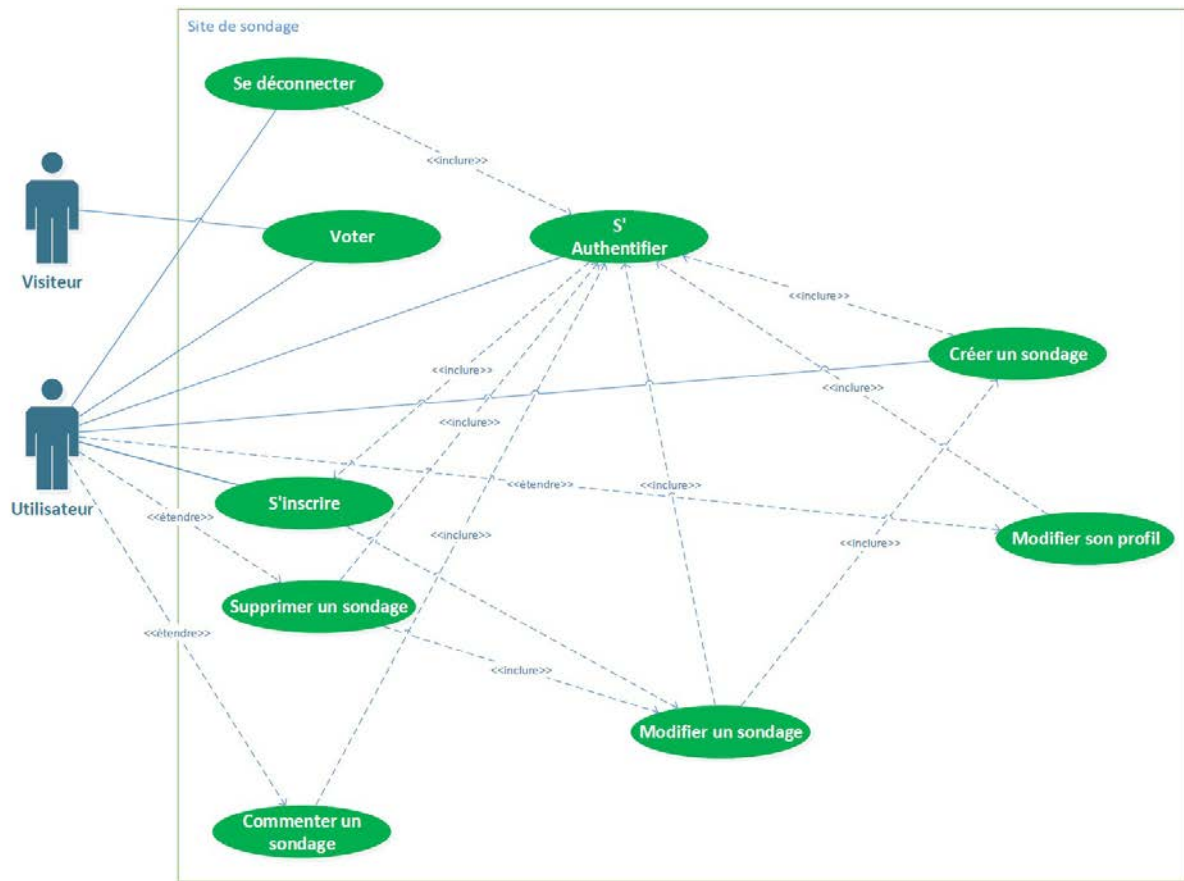 Site de sondage
Se déconnecter
<<inclure>>
Visiteur
Voter
S'
Authentifier
<<inclure>>
Créer un sondage
<<inclure>>
<<inclure>>
<<inclure>>
Utilisateur
S'inscrire
<<étendre>>
<<inclure>>
<<étendre>>
<<inclure>>
<<inclure>>
Modifier son profil
Supprimer un sondage
<<étendre>>
<<inclure>>
Modifier un sondage
Commenter un
sondage